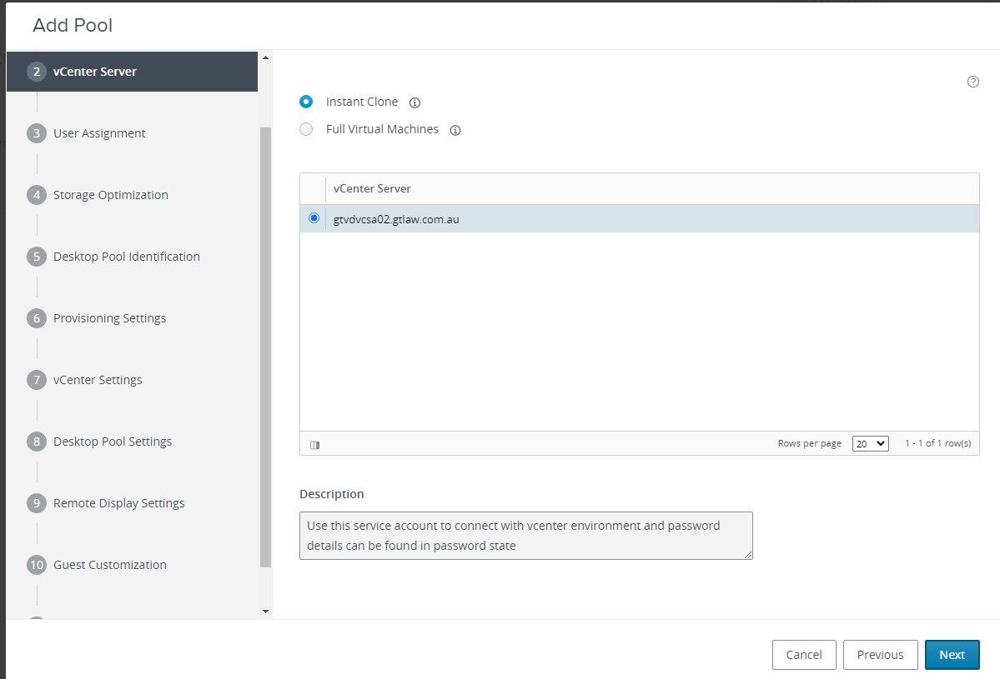 Add Pool
2 vCenter Server
3 User Assignment
4 Storage Optimization
5 Desktop Pool Identification
6 Provisioning Settings
7 vCenter Settings
8 Desktop Pool Settings
9 Remote Display Settings
10 Guest Customization
Instant Clone
Full Virtual Machines
vCenter Server
gtvdvcsa02.gtlaw.com.au
Rows per page 20 1 - 1 of 1 row(s)
Description
Use this service account to connect with vcenter environment and password
details can be found in password state
Cancel Previous Next